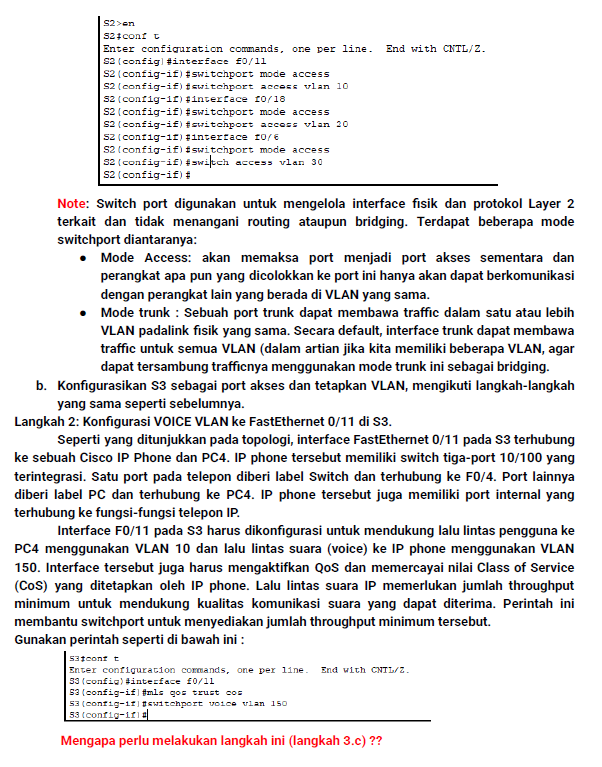 S2>en
S2#conf t
Enter configuration commands, one per line.  End with CNTL/Z.
S2(config)#interface f0/11
S2(config-if)#switchport mode access
S2(config-if)#switchport access vlan 10
S2(config-if)#interface f0/18
S2(config-if)#switchport mode access
S2(config-if)#switchport access vlan 20
S2(config-if)#interface f0/6
S2(config-if)#switchport mode access
S2(config-if)#switch access vlan 30
S2(config-if)#
Note: Switch port digunakan untuk mengelola interface fisik dan protokol Layer 2
terkait dan tidak menangani routing ataupun bridging. Terdapat beberapa mode
switchport diantaranya:
● Mode Access: akan memaksa port menjadi port akses sementara dan
perangkat apa pun yang dicolokkan ke port ini hanya akan dapat berkomunikasi
dengan perangkat lain yang berada di VLAN yang sama.
● Mode trunk : Sebuah port trunk dapat membawa traffic dalam satu atau lebih
VLAN padalink fisik yang sama. Secara default, interface trunk dapat membawa
traffic untuk semua VLAN (dalam artian jika kita memiliki beberapa VLAN, agar
dapat tersambung trafficnya menggunakan mode trunk ini sebagai bridging.
b. Konfigurasikan S3 sebagai port akses dan tetapkan VLAN, mengikuti langkah-langkah
yang sama seperti sebelumnya.
Langkah 2: Konfigurasi VOICE VLAN ke FastEthernet 0/11 di S3.
Seperti yang ditunjukkan pada topologi, interface FastEthernet 0/11 pada S3 terhubung
ke sebuah Cisco IP Phone dan PC4. IP phone tersebut memiliki switch tiga-port 10/100 yang
terintegrasi. Satu port pada telepon diberi label Switch dan terhubung ke F0/4. Port lainnya
diberi label PC dan terhubung ke PC4. IP phone tersebut juga memiliki port internal yang
terhubung ke fungsi-fungsi telepon IP.
Interface F0/11 pada S3 harus dikonfigurasi untuk mendukung lalu lintas pengguna ke
PC4 menggunakan VLAN 10 dan lalu lintas suara (voice) ke IP phone menggunakan VLAN
150. Interface tersebut juga harus mengaktifkan QoS dan memercayai nilai Class of Service
(CoS) yang ditetapkan oleh IP phone. Lalu lintas suara IP memerlukan jumlah throughput
minimum untuk mendukung kualitas komunikasi suara yang dapat diterima. Perintah ini
membantu switchport untuk menyediakan jumlah throughput minimum tersebut.
Gunakan perintah seperti di bawah ini :
S3#conf t
Enter configuration commands, one per line.  End with CNTL/Z.
S3(config)#interface f0/11
S3(config-if)#mls qos trust cos
S3(config-if)#switchport voice vlan 150
S3(config-if)#
Mengapa perlu melakukan langkah ini (langkah 3.c) ??